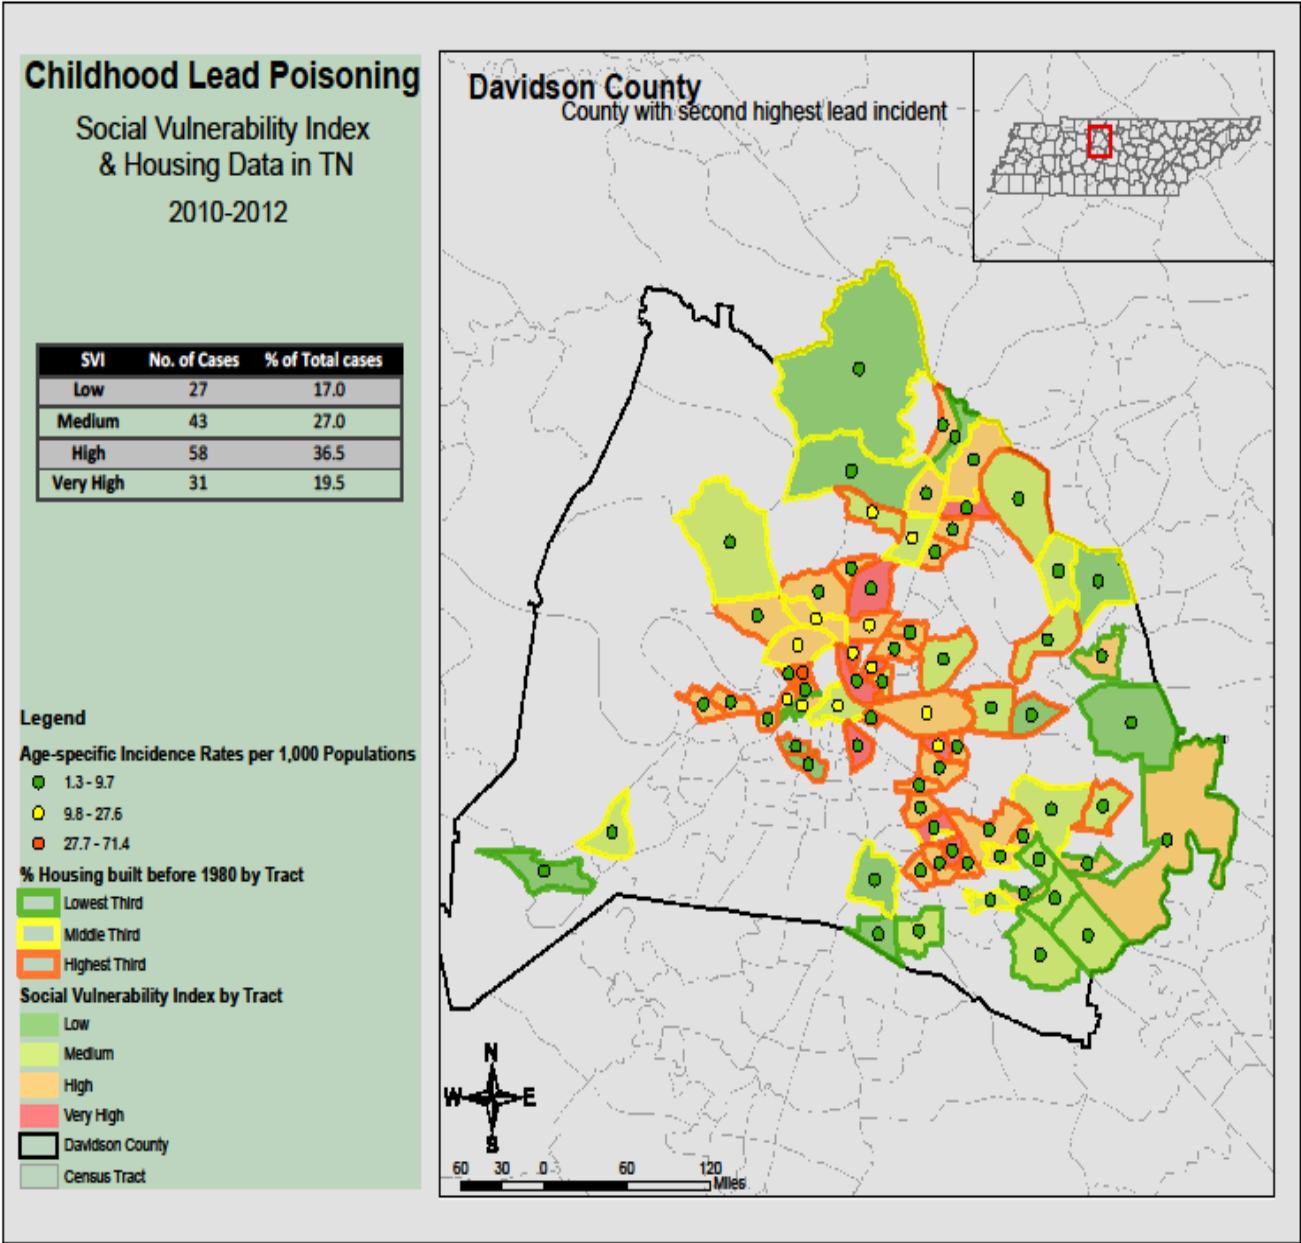 Childhood Lead Poisoning
Social Vulnerability Index
& Housing Data in TN
2010-2012
SVI No. of Cases % of Total cases
Low 27 17.0
Medium 43 27.0
High 58 36.5
Very High 31 19.5
Legend
Age-specific Incidence Rates per 1,000 Populations
1.3 - 9.7
9.8 - 27.6
27.7 - 71.4
% Housing built before 1980 by Tract
Lowest Third
Middle Third
Highest Third
Social Vulnerability Index by Tract
Low
Medium
High
Very High
Davidson County
Census Tract
Davidson County
County with second highest lead incident
N
W E
S
60 30 0 60 120
Miles